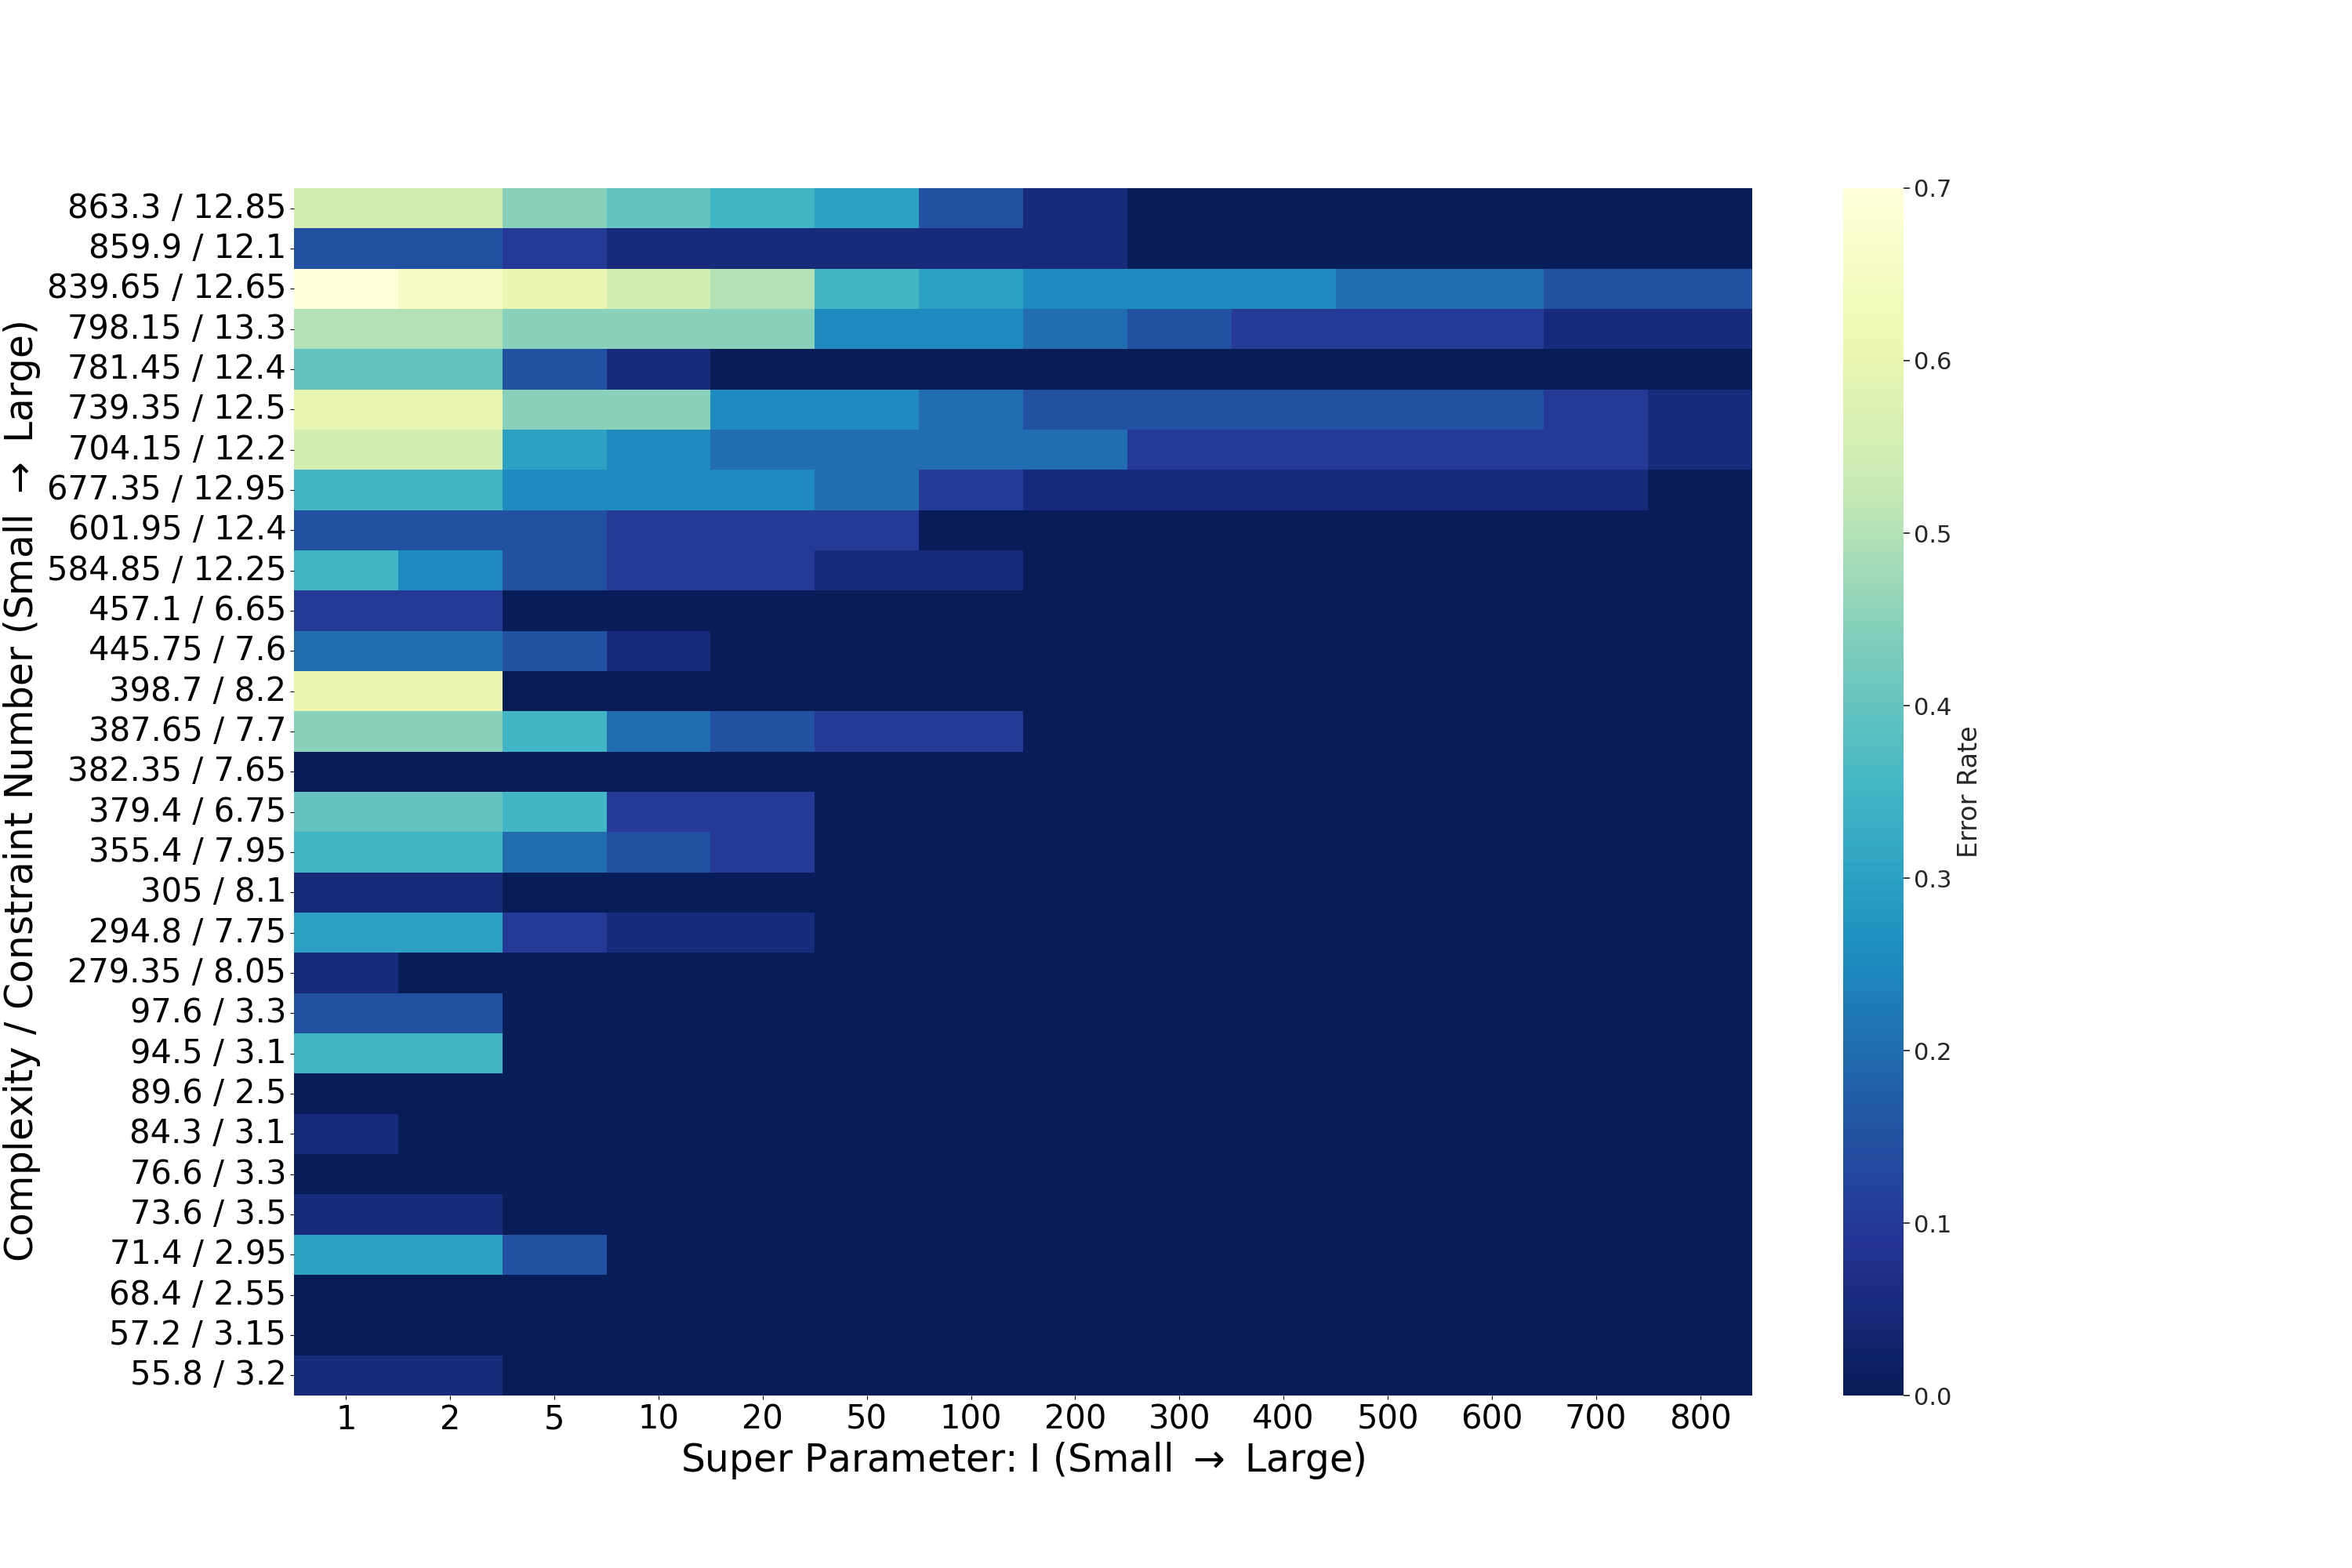 Complexity / Constraint Number (Small → Large)
863.3 / 12.85
859.9 / 12.1
839.65 / 12.65
798.15 / 13.3
781.45 / 12.4
739.35 / 12.5
704.15 / 12.2
677.35 / 12.95
601.95 / 12.4
584.85 / 12.25
457.1 / 6.65
445.75 / 7.6
398.7 / 8.2
387.65 / 7.7
382.35 / 7.65
379.4 / 6.75
355.4 / 7.95
305 / 8.1
294.8 / 7.75
279.35 / 8.05
97.6 / 3.3
94.5 / 3.1
89.6 / 2.5
84.3 / 3.1
76.6 / 3.3
73.6 / 3.5
71.4 / 2.95
68.4 / 2.55
57.2 / 3.15
55.8 / 3.2
1 2 5 10 20 50 100 200 300 400 500 600 700 800
Super Parameter: I (Small → Large)
0.7
0.6
0.5
0.4
0.3
0.2
0.1
0.0
Error Rate